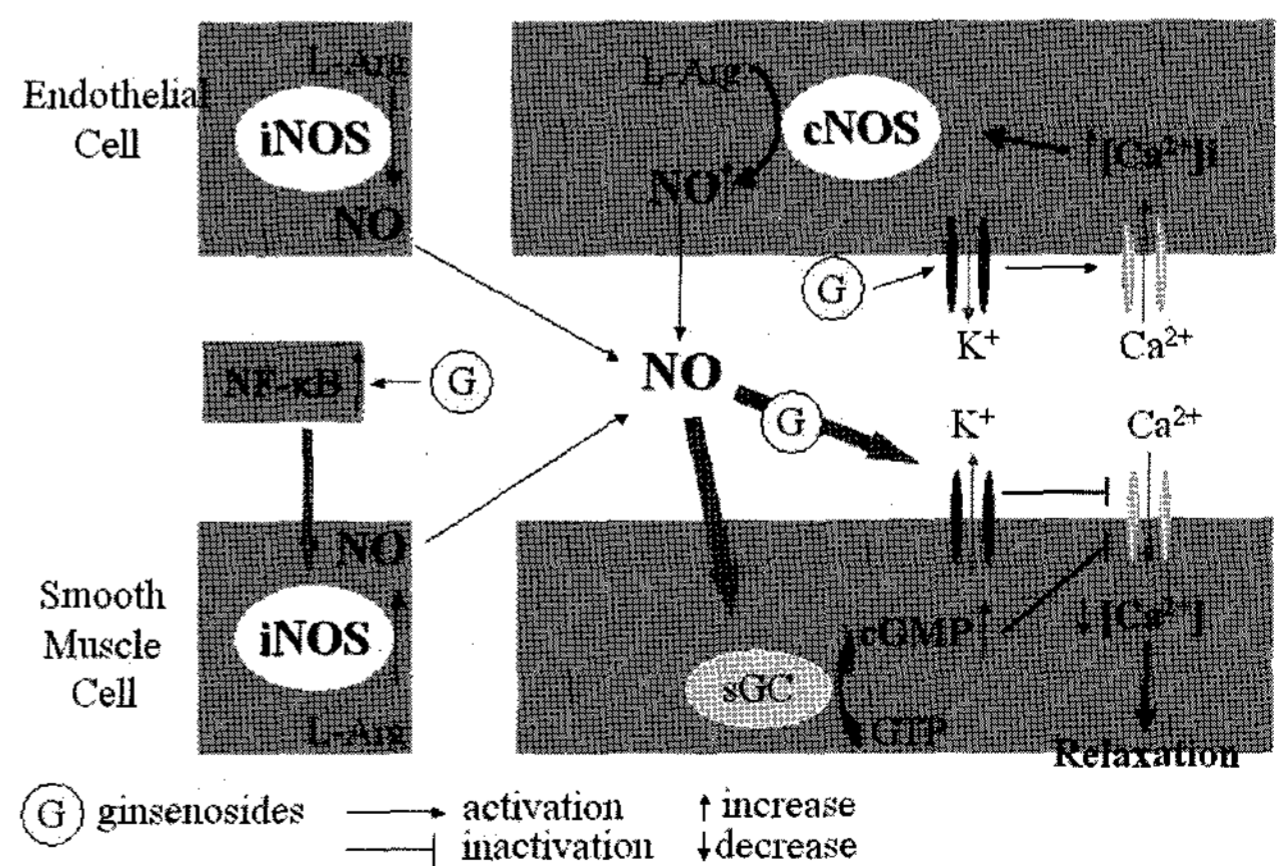 Endothelial
Cell
L-Arg
iNOS
NO
L-Arg
cNOS
NO↑
↑[Ca²⁺]i
G
K⁺
Ca²⁺
NF-κB↑
G
NO
G
K⁺
Ca²⁺
Smooth
Muscle
Cell
NO
iNOS
L-Arg
sGC
cGMP↑
GTP
↓[Ca²⁺]
Relaxation
G ginsenosides
→ activation
⊣ inactivation
↑ increase
↓ decrease